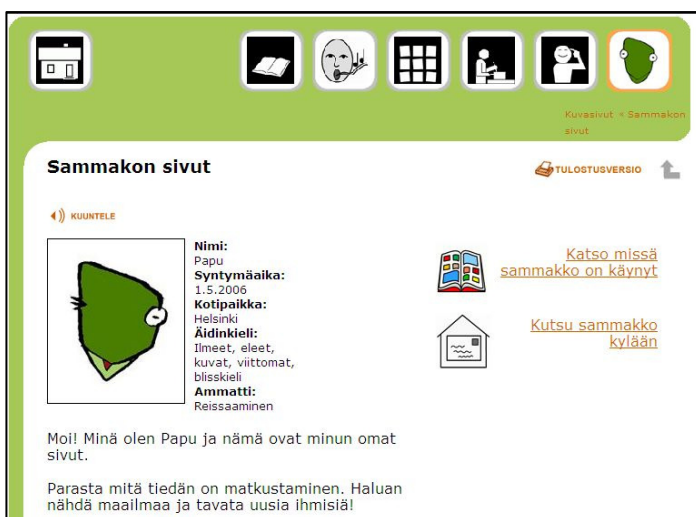 Kuvasivut < Sammakon
sivut
Sammakon sivut
TULOSTUSVERSIO
KUUNTELE
Nimi:
Papu
Syntymäaika:
1.5.2006
Kotipaikka:
Helsinki
Äidinkieli:
Ilmeet, eleet,
kuvat, viittomat,
blisskieli
Ammatti:
Reissaaminen
Katso missä
sammakko on käynyt
Kutsu sammakko
kylään
Moi! Minä olen Papu ja nämä ovat minun omat
sivut.
Parasta mitä tiedän on matkustaminen. Haluan
nähdä maailmaa ja tavata uusia ihmisiä!